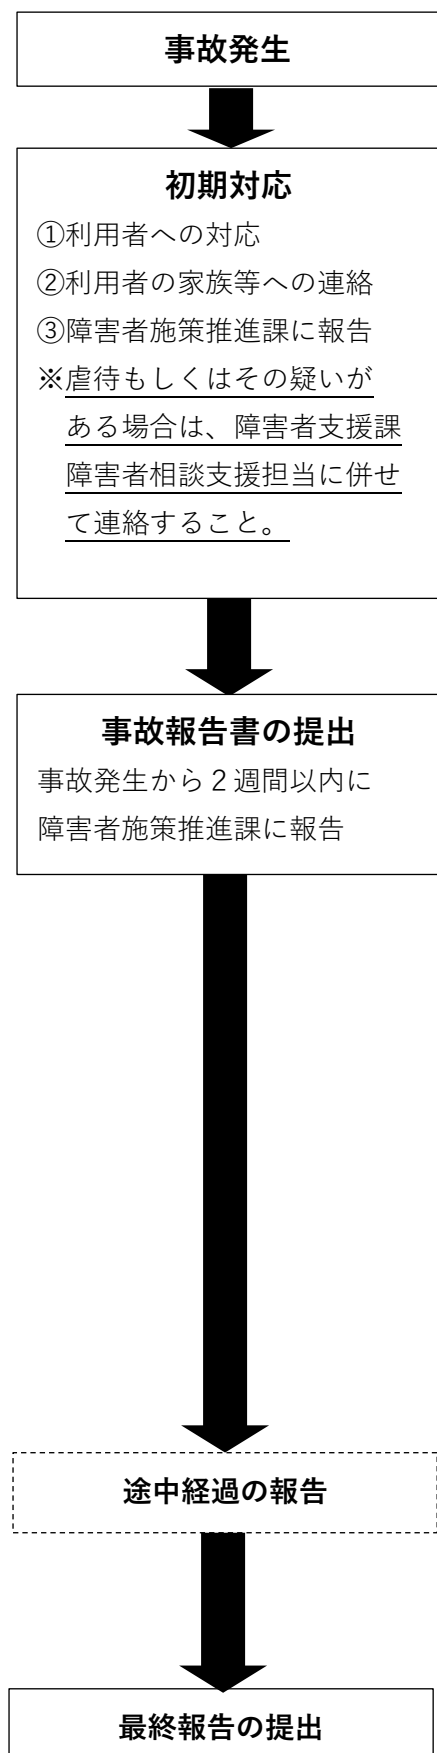 事故発生
初期対応
①利用者への対応
②利用者の家族等への連絡
③障害者施策推進課に報告
※虐待もしくはその疑いが
ある場合は、障害者支援課
障害者相談支援担当に併せ
て連絡すること。
事故報告書の提出
事故発生から２週間以内に
障害者施策推進課に報告
途中経過の報告
最終報告の提出